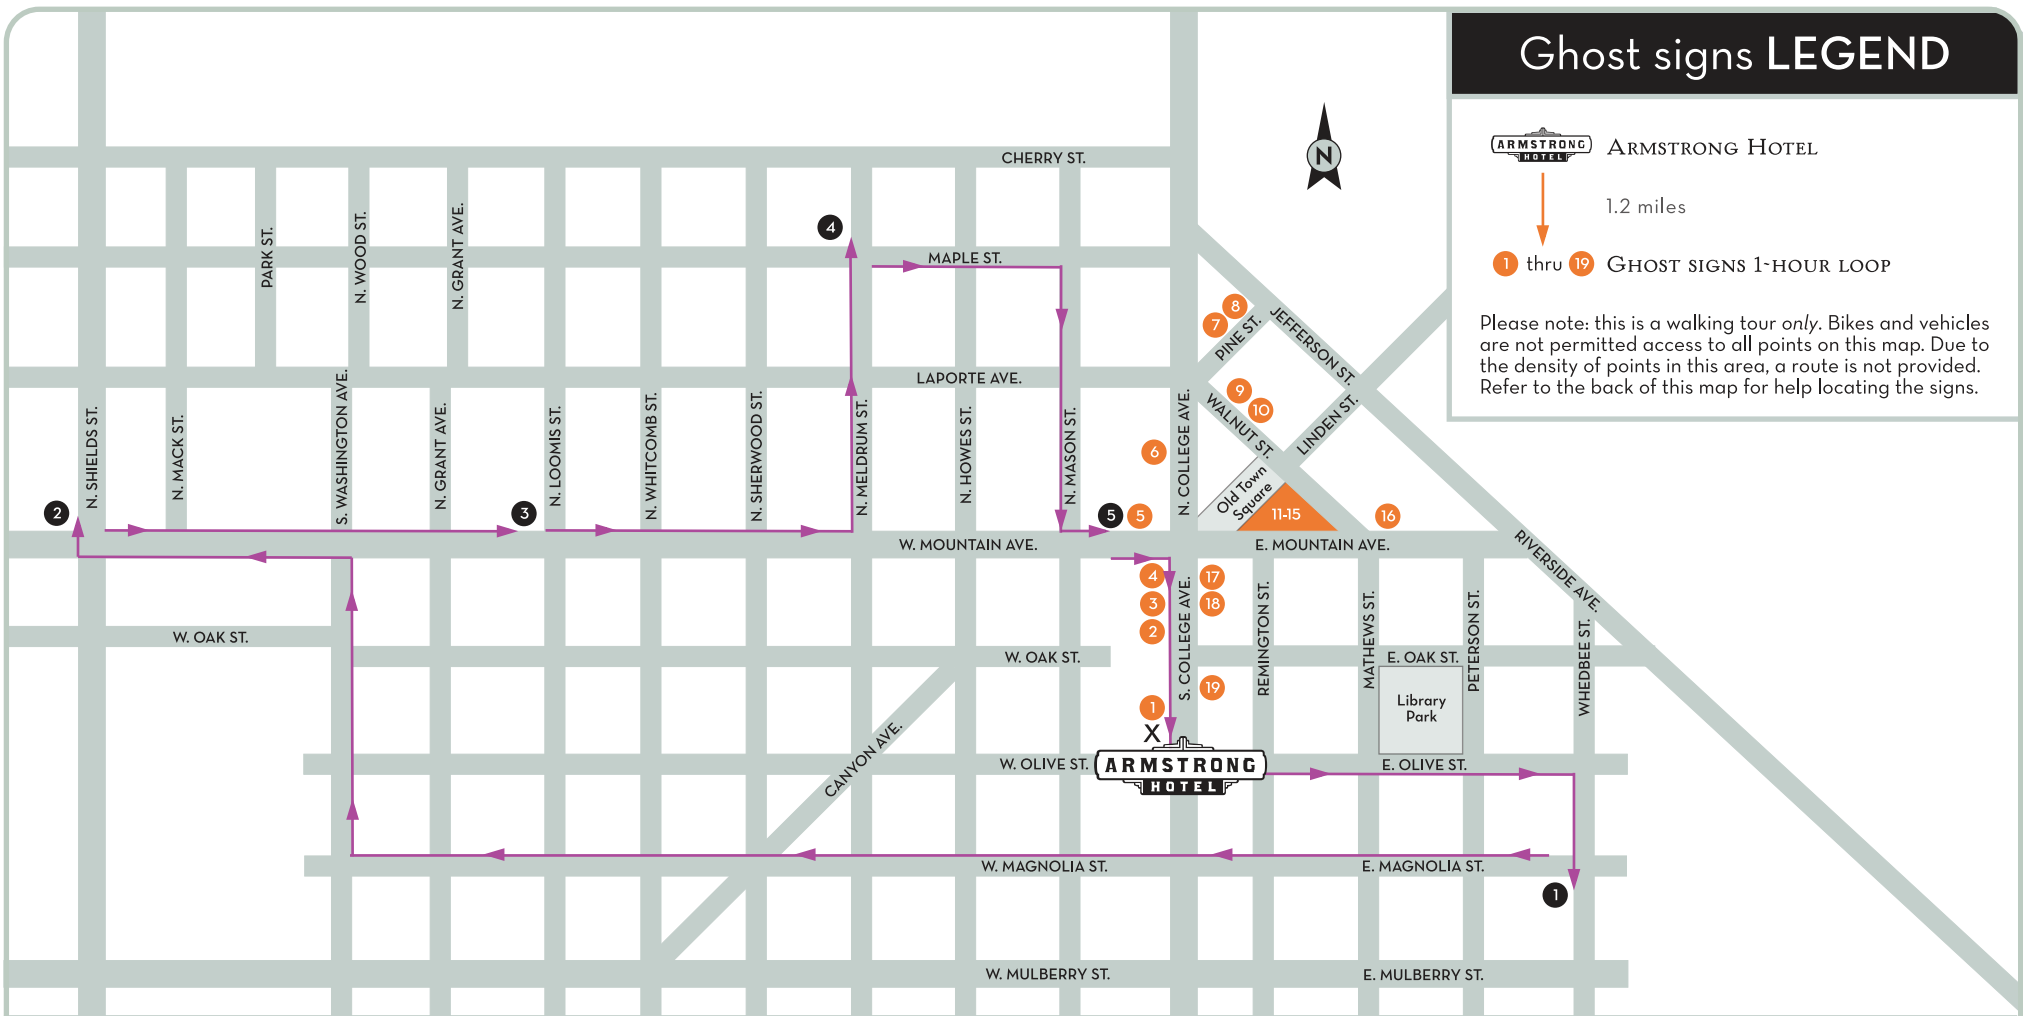 Ghost signs LEGEND
ARMSTRONG
HOTEL
ARMSTRONG HOTEL
1.2 miles
1 thru 19 GHOST SIGNS 1-HOUR LOOP
Please note: this is a walking tour only. Bikes and vehicles
are not permitted access to all points on this map. Due to
the density of points in this area, a route is not provided.
Refer to the back of this map for help locating the signs.
N
CHERRY ST.
PARK ST.
N. WOOD ST.
N. GRANT AVE.
4
MAPLE ST.
8
7
PINE ST.
JEFFERSON ST.
LAPORTE AVE.
9
10
WALNUT ST.
LINDEN ST.
N. SHIELDS ST.
N. MACK ST.
S. WASHINGTON AVE.
N. GRANT AVE.
N. LOOMIS ST.
N. WHITCOMB ST.
N. SHERWOOD ST.
N. MELDRUM ST.
N. HOWES ST.
N. MASON ST.
N. COLLEGE AVE.
6
Old Town
Square
11-15
16
2
3
5
5
W. MOUNTAIN AVE.
E. MOUNTAIN AVE.
RIVERSIDE AVE.
4
17
3
18
2
S. COLLEGE AVE.
REMINGTON ST.
MATHEWS ST.
PETERSON ST.
WHEDBEE ST.
W. OAK ST.
W. OAK ST.
E. OAK ST.
19
1
X
Library
Park
CANYON AVE.
W. OLIVE ST.
ARMSTRONG
HOTEL
E. OLIVE ST.
W. MAGNOLIA ST.
E. MAGNOLIA ST.
1
W. MULBERRY ST.
E. MULBERRY ST.